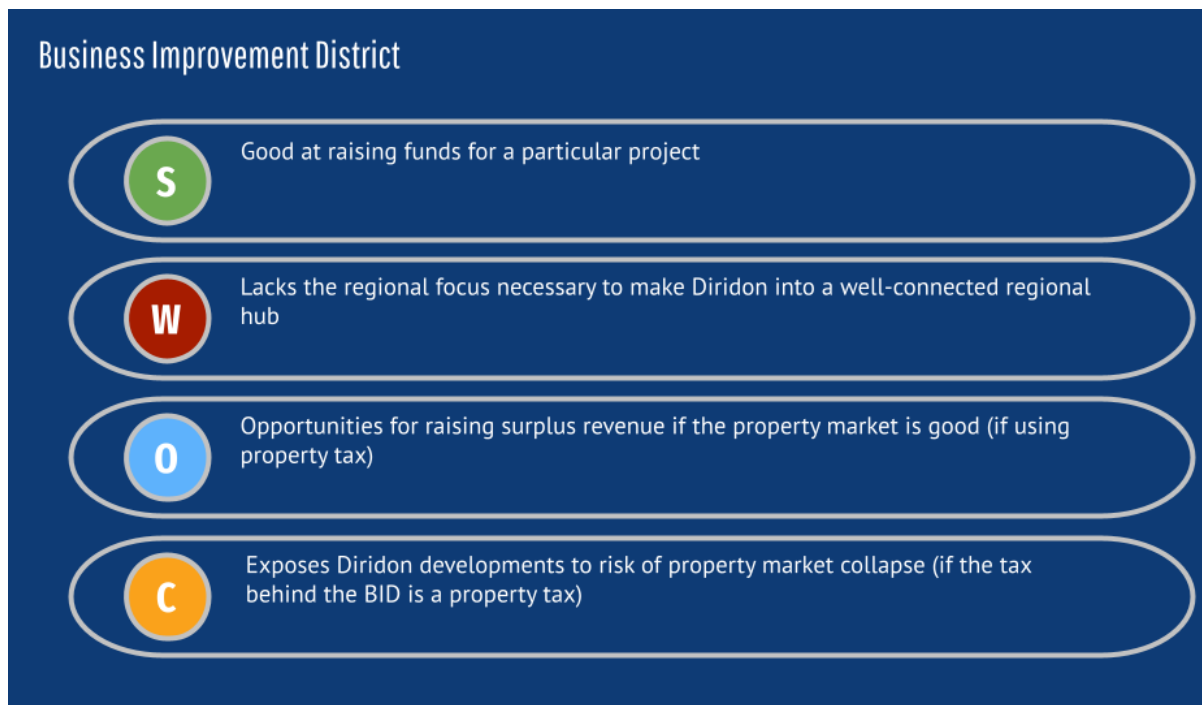 Business Improvement District
S
Good at raising funds for a particular project
W
Lacks the regional focus necessary to make Diridon into a well-connected regional
hub
O
Opportunities for raising surplus revenue if the property market is good (if using
property tax)
C
Exposes Diridon developments to risk of property market collapse (if the tax
behind the BID is a property tax)